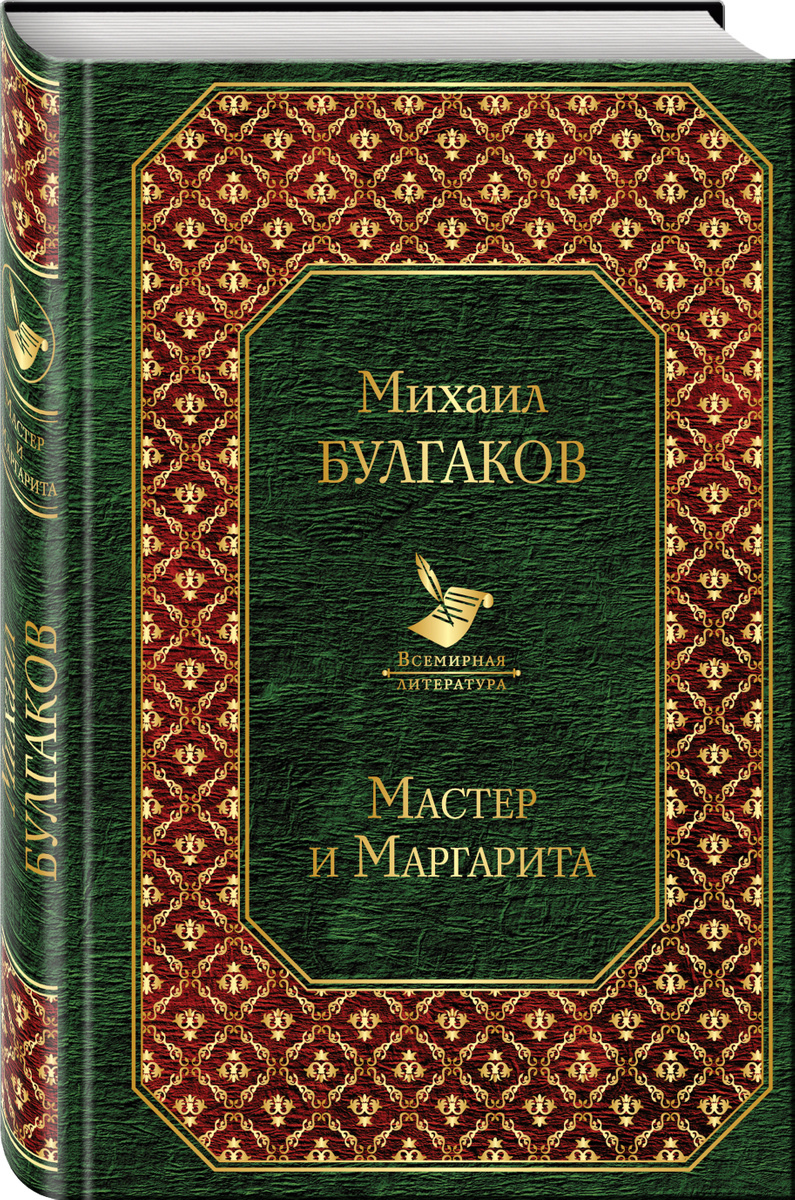 Михаил
БУЛГАКОВ
Всемирная
литература
Мастер
и Маргарита
Мастер
и
Маргарита
Михаил
БУЛГАКОВ